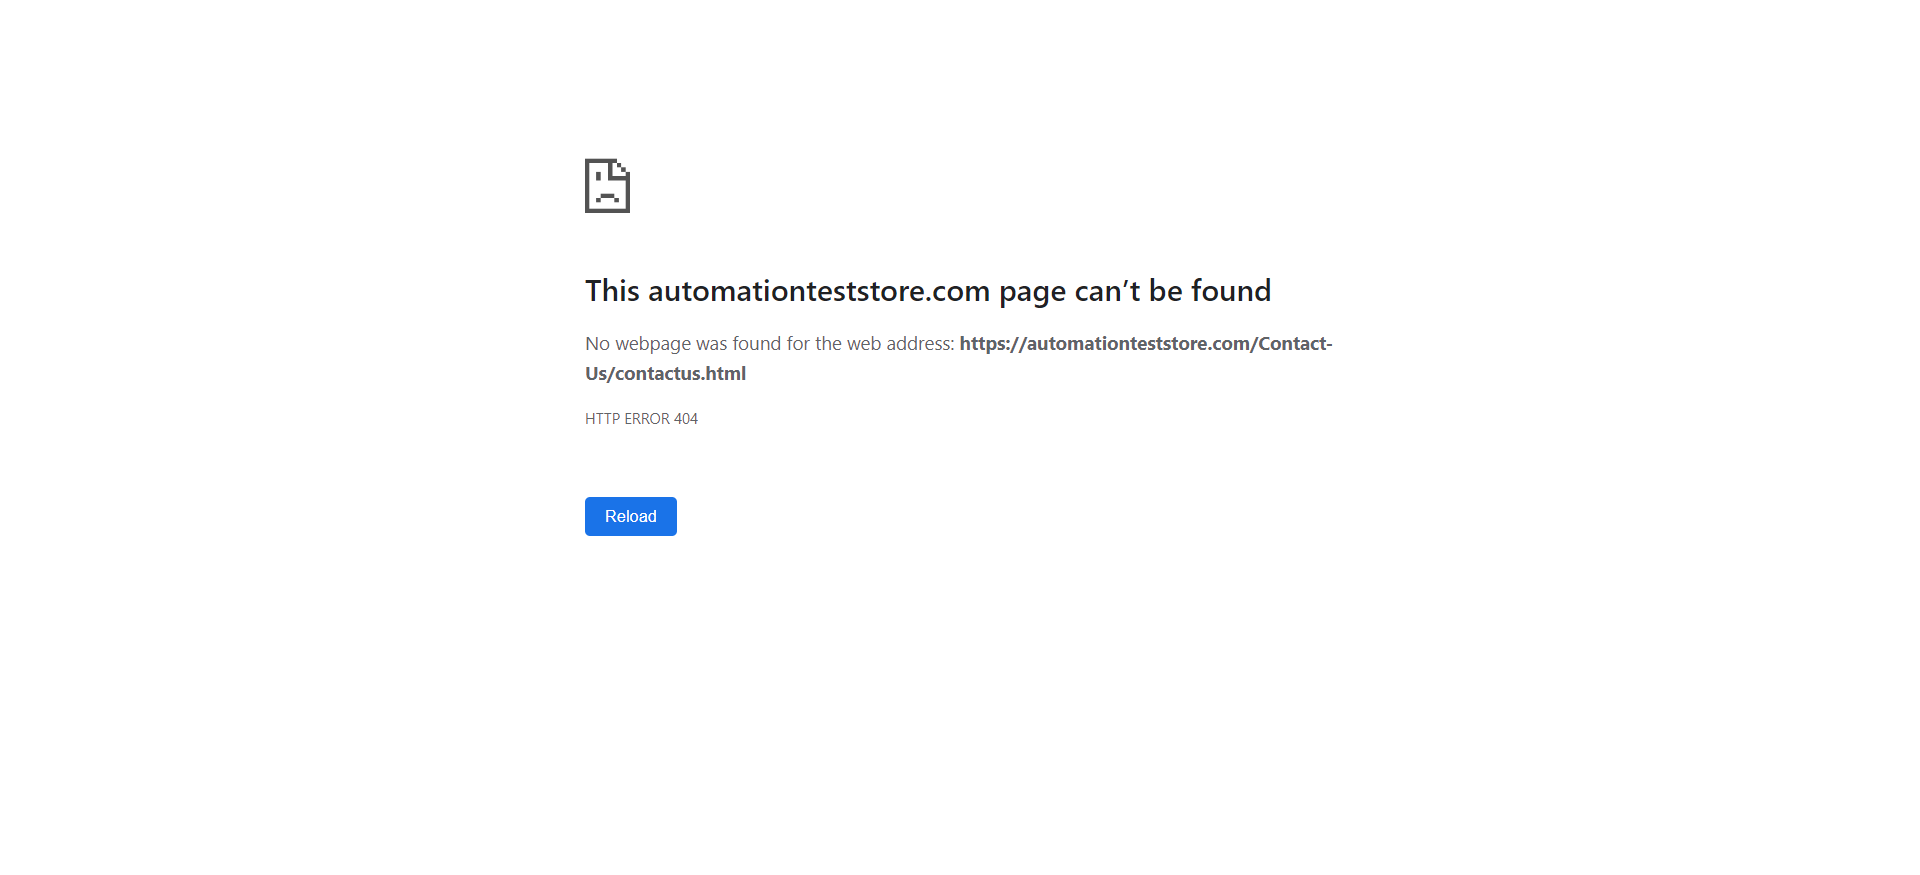 This automationteststore.com page can’t be found
No webpage was found for the web address: https://automationteststore.com/Contact-
Us/contactus.html
HTTP ERROR 404
Reload